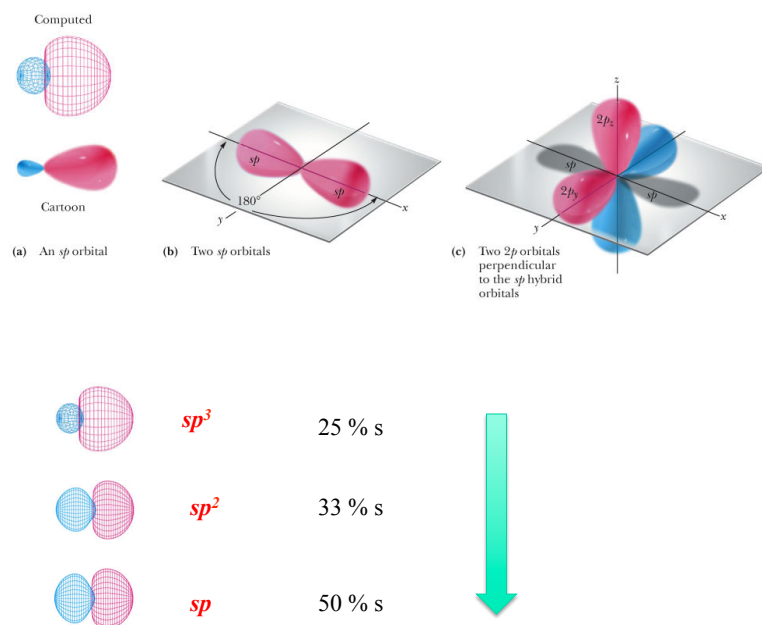 Computed
Cartoon
(a) An sp orbital
sp
sp
180°
y
x
(b) Two sp orbitals
z
2pz
sp
sp
2py
y
x
(c) Two 2p orbitals
perpendicular
to the sp hybrid
orbitals
sp³ 25 % s
sp² 33 % s
sp 50 % s